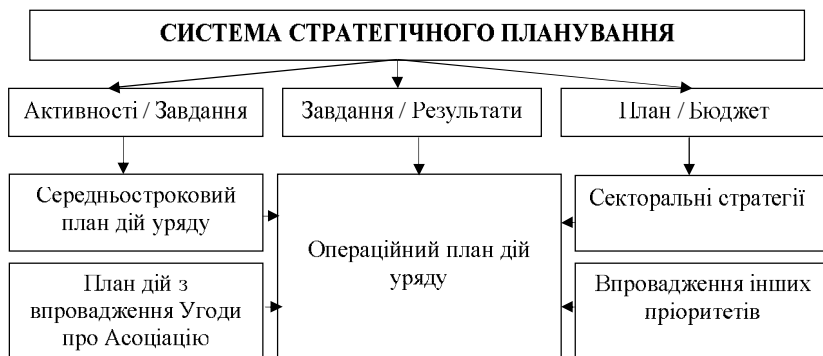 СИСТЕМА СТРАТЕГІЧНОГО ПЛАНУВАННЯ
Активності / Завдання
Завдання / Результати
План / Бюджет
Середньостроковий
план дій уряду
Операційний план дій
уряду
Секторальні стратегії
План дій з
впровадження Угоди
про Асоціацію
Впровадження інших
пріоритетів